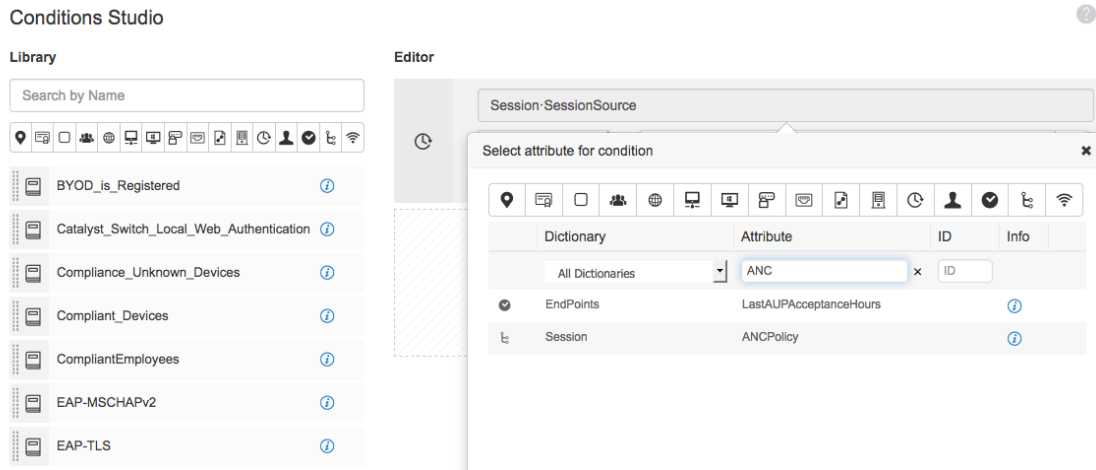 Conditions Studio
?
Library
Search by Name
BYOD_is_Registered
Catalyst_Switch_Local_Web_Authentication
Compliance_Unknown_Devices
Compliant_Devices
CompliantEmployees
EAP-MSCHAPv2
EAP-TLS
Editor
Session·SessionSource
Select attribute for condition
Dictionary Attribute ID Info
All Dictionaries ANC ID
EndPoints LastAUPAcceptanceHours
Session ANCPolicy